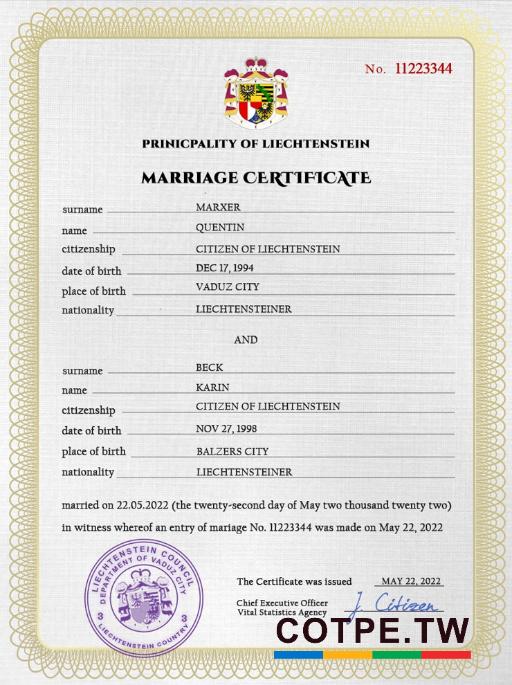 No. 11223344
PRINICPALITY OF LIECHTENSTEIN
MARRIAGE CERTIFICATE
surname MARXER
name QUENTIN
citizenship CITIZEN OF LIECHTENSTEIN
date of birth DEC 17, 1994
place of birth VADUZ CITY
nationality LIECHTENSTEINER
AND
surname BECK
name KARIN
citizenship CITIZEN OF LIECHTENSTEIN
date of birth NOV 27, 1998
place of birth BALZERS CITY
nationality LIECHTENSTEINER
married on 22.05.2022 (the twenty-second day of May two thousand twenty two)
in witness whereof an entry of mariage No. 11223344 was made on May 22, 2022
LIECHTENSTEIN COUNCIL
DEPARTMENT OF VADUZ CITY
3 3
LIECHTENSTEIN COUNTRY
The Certificate was issued MAY 22, 2022
Chief Executive Officer
Vital Statistics Agency J. Citizen
COTPE.TW